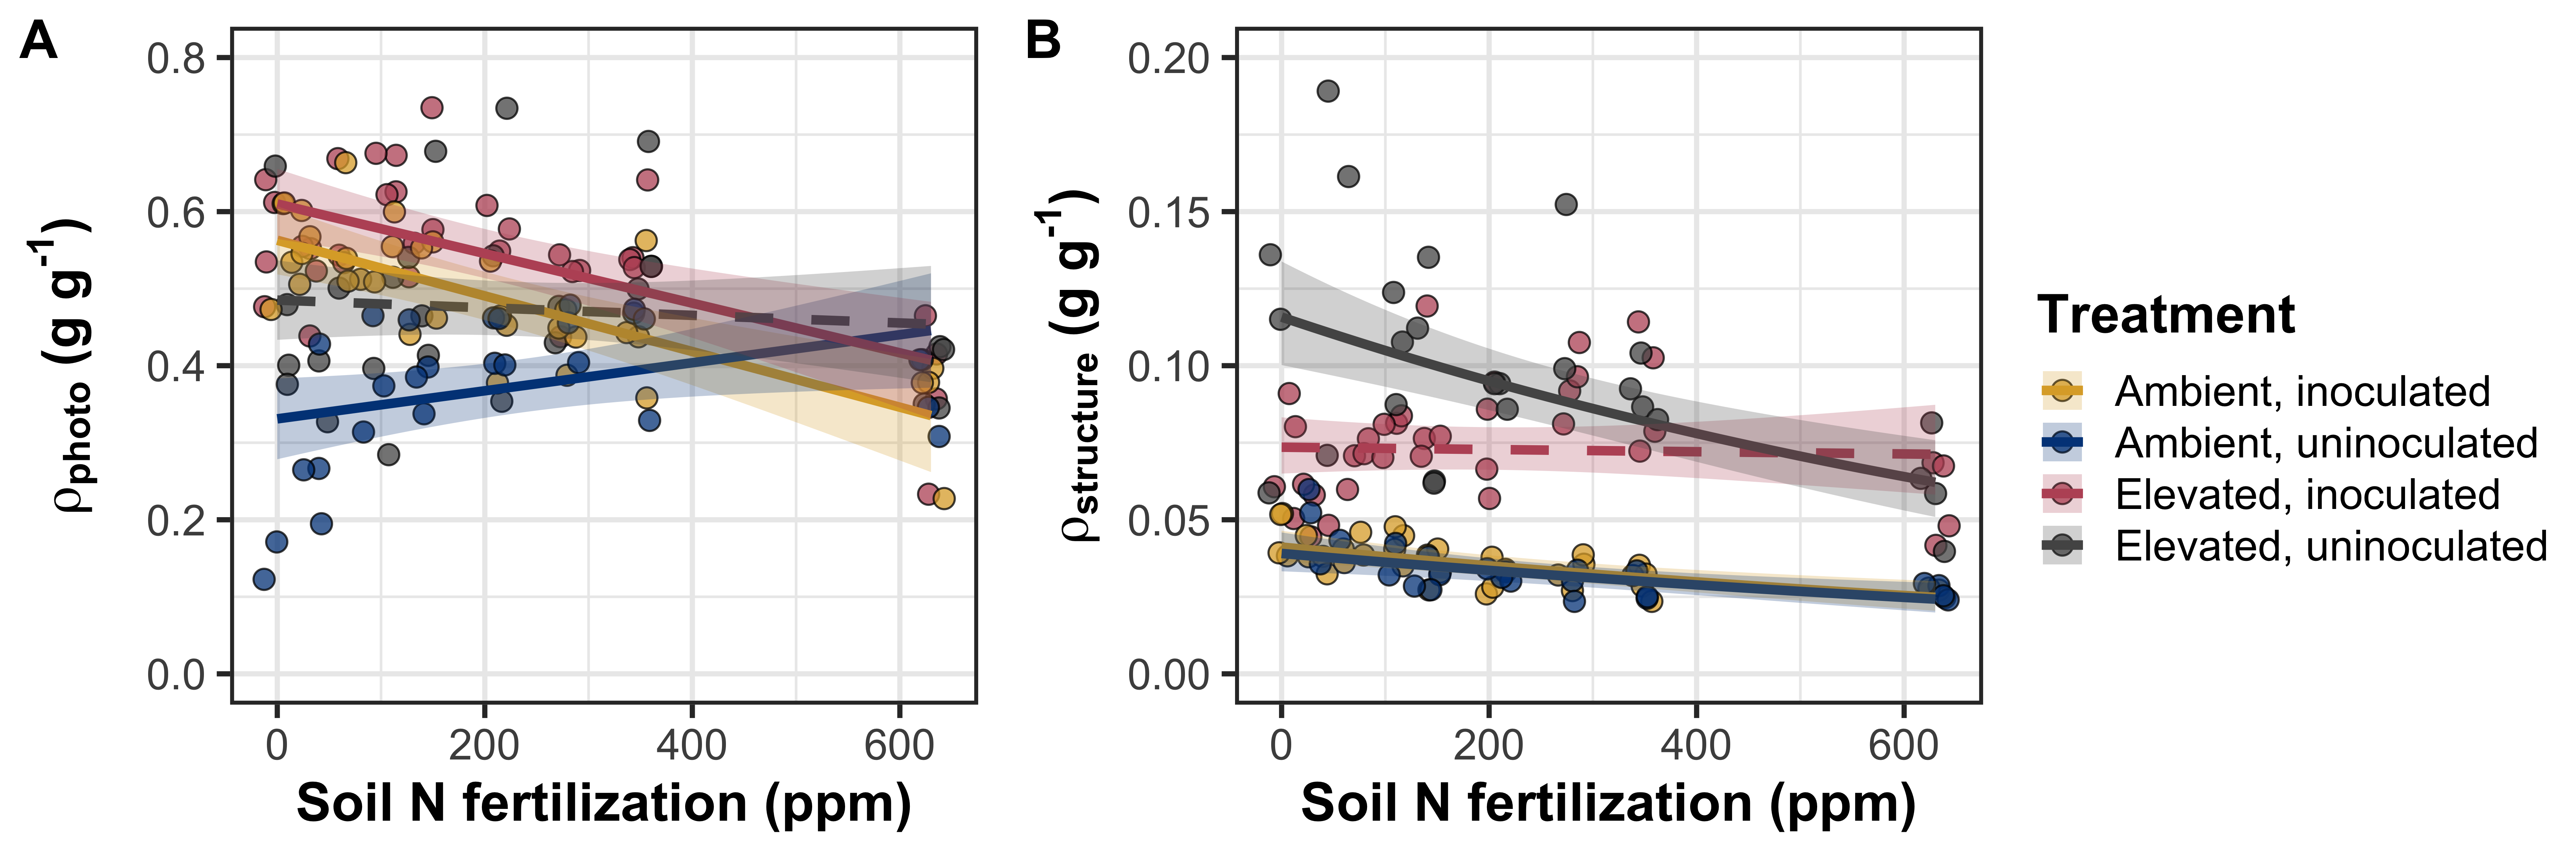 A
0.8
0.6
0.4
0.2
0.0
ρphoto (g g-1)
0 200 400 600
Soil N fertilization (ppm)
B
0.20
0.15
0.10
0.05
0.00
ρstructure (g g-1)
0 200 400 600
Soil N fertilization (ppm)
Treatment
Ambient, inoculated
Ambient, uninoculated
Elevated, inoculated
Elevated, uninoculated